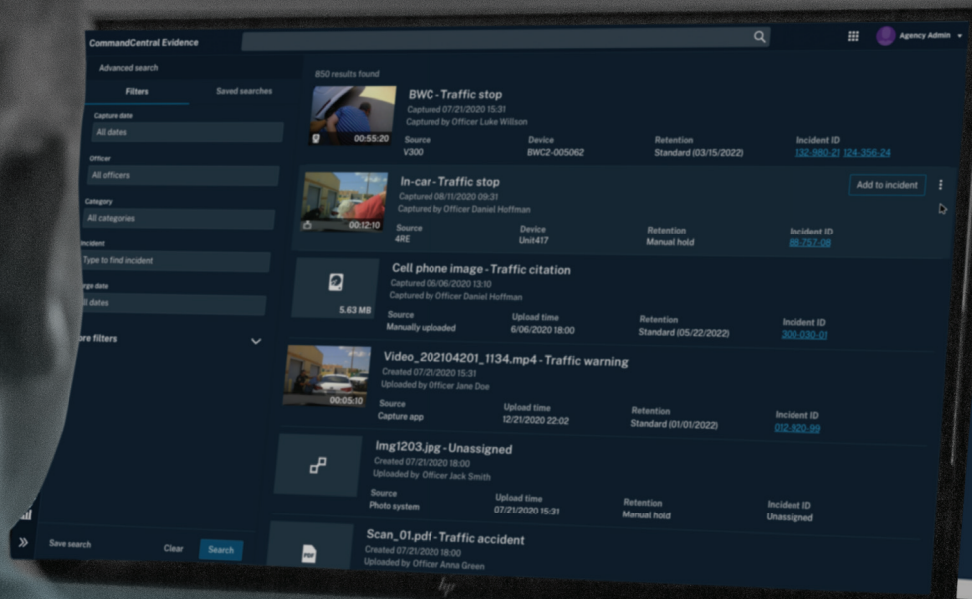 CommandCentral Evidence
Agency Admin
Advanced search
Filters
Saved searches
Capture date
All dates
Officer
All officers
Category
All categories
Incident
Type to find incident
ll dates
Save search
Clear
Search
850 results found
BWC - Traffic stop
Captured 07/21/2020 15:31
Captured by Officer Luke Willson
00:55:20
Source
Device
Retention
Incident ID
V300
BWC2-005062
Standard (03/15/2022)
132-980-21 124-356-24
In-car - Traffic stop
Captured 08/11/2020 09:31
Captured by Officer Daniel Hoffman
Add to incident
00:12:10
Source
Device
Retention
Incident ID
4RE
Unit417
Manual hold
88-757-08
Cell phone image - Traffic citation
Captured 06/06/2020 13:10
Captured by Officer Daniel Hoffman
5.63 MB
Source
Upload time
Retention
Incident ID
Manually uploaded
6/06/2020 18:00
Standard (05/22/2022)
306-030-01
Video_202104201_1134.mp4 - Traffic warning
Created 07/21/2020 15:31
Uploaded by Officer Jane Doe
00:05:10
Source
Upload time
Retention
Incident ID
Capture app
12/21/2020 22:02
Standard (01/01/2022)
012-920-99
Img1203.jpg - Unassigned
Created 07/21/2020 18:00
Uploaded by Officer Jack Smith
Source
Upload time
Retention
Incident ID
Photo system
07/21/2020 15:31
Manual hold
Unassigned
Scan_01.pdf - Traffic accident
Created 07/21/2020 18:00
Uploaded by Officer Anna Green
PDF
hp